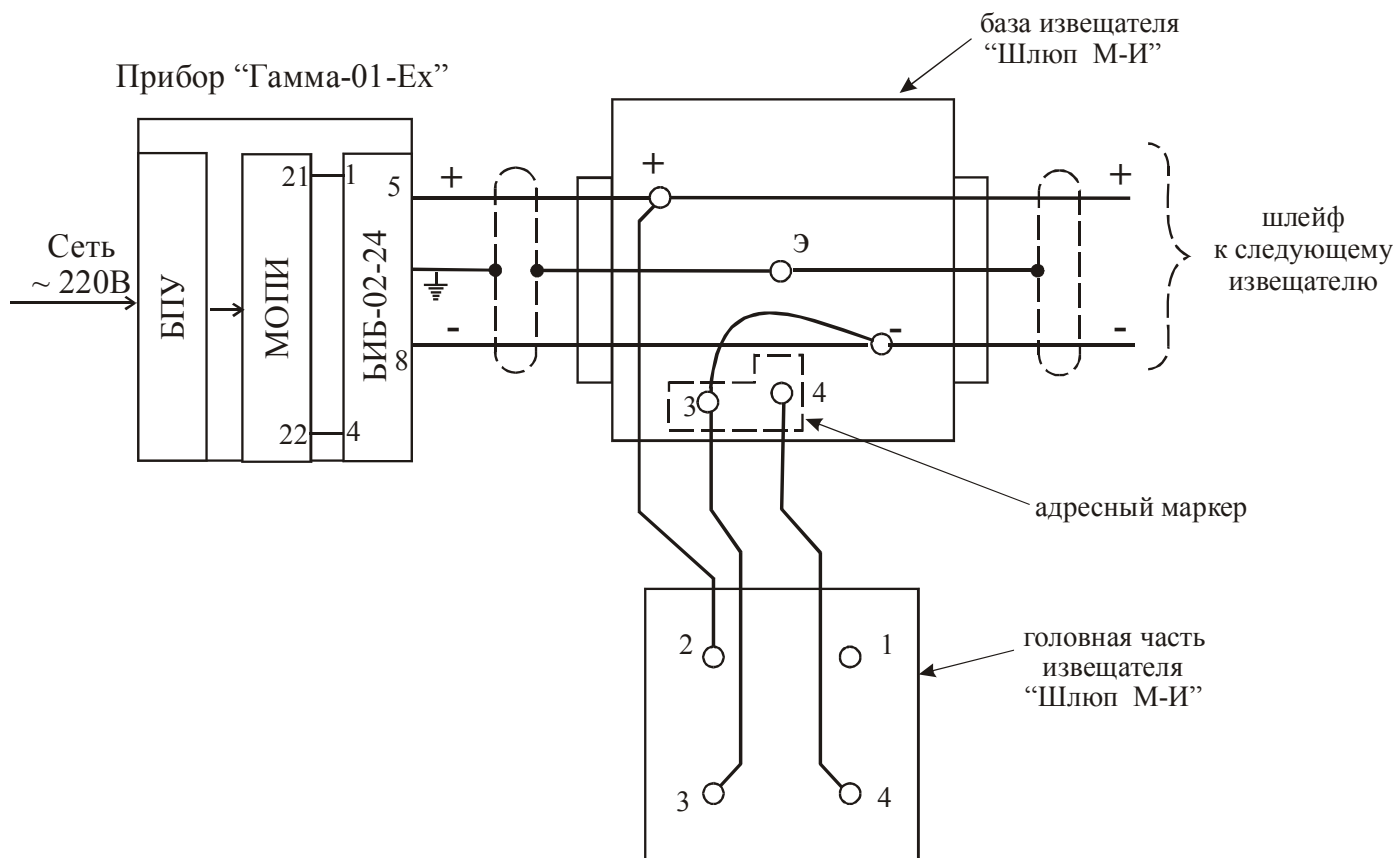 база извещателя
“Шлюп М-И”
Прибор “Гамма-01-Ex”
Сеть
~ 220В
БПУ
МОПИ
БИБ-02-24
21
1
22
4
5
8
+
-
+
Э
-
3
4
+
-
шлейф
к следующему
извещателю
адресный маркер
2
1
3
4
головная часть
извещателя
“Шлюп М-И”